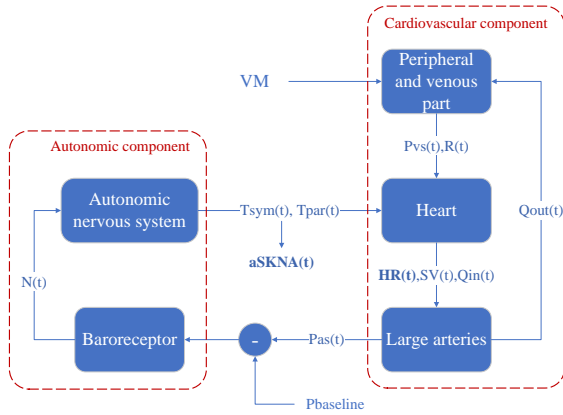 Cardiovascular component
VM
Peripheral
and venous
part
Pvs(t),R(t)
Autonomic component
Autonomic
nervous system
Tsym(t), Tpar(t)
Heart
Qout(t)
aSKNA(t)
HR(t),SV(t),Qin(t)
N(t)
Baroreceptor
-
Pas(t)
Large arteries
Pbaseline